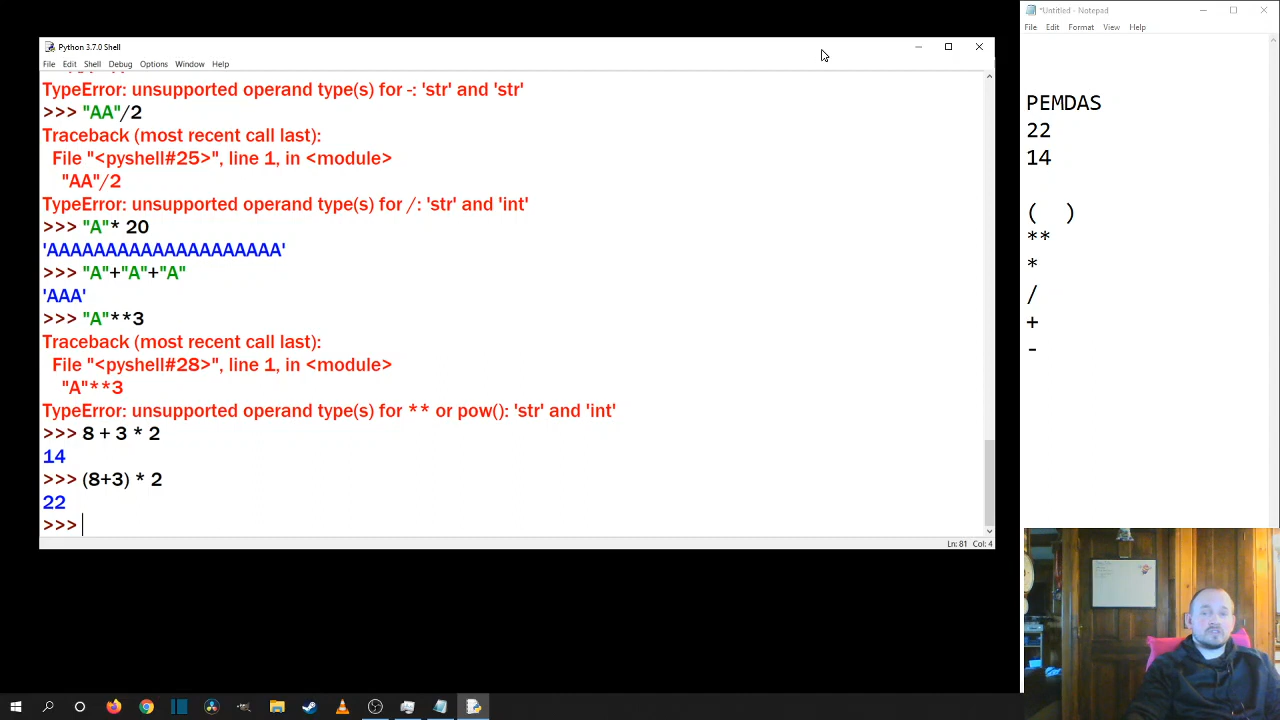 Python 3.7.0 Shell
File Edit Shell Debug Options Window Help
TypeError: unsupported operand type(s) for -: 'str' and 'str'
>>> "AA"/2
Traceback (most recent call last):
  File "<pyshell#25>", line 1, in <module>
    "AA"/2
TypeError: unsupported operand type(s) for /: 'str' and 'int'
>>> "A"* 20
'AAAAAAAAAAAAAAAAAAAA'
>>> "A"+"A"+"A"
'AAA'
>>> "A"**3
Traceback (most recent call last):
  File "<pyshell#28>", line 1, in <module>
    "A"**3
TypeError: unsupported operand type(s) for ** or pow(): 'str' and 'int'
>>> 8 + 3 * 2
14
>>> (8+3) * 2
22
>>>
Ln: 81 Col: 4
*Untitled - Notepad
File Edit Format View Help
PEMDAS
22
14
( )
**
*
/
+
-